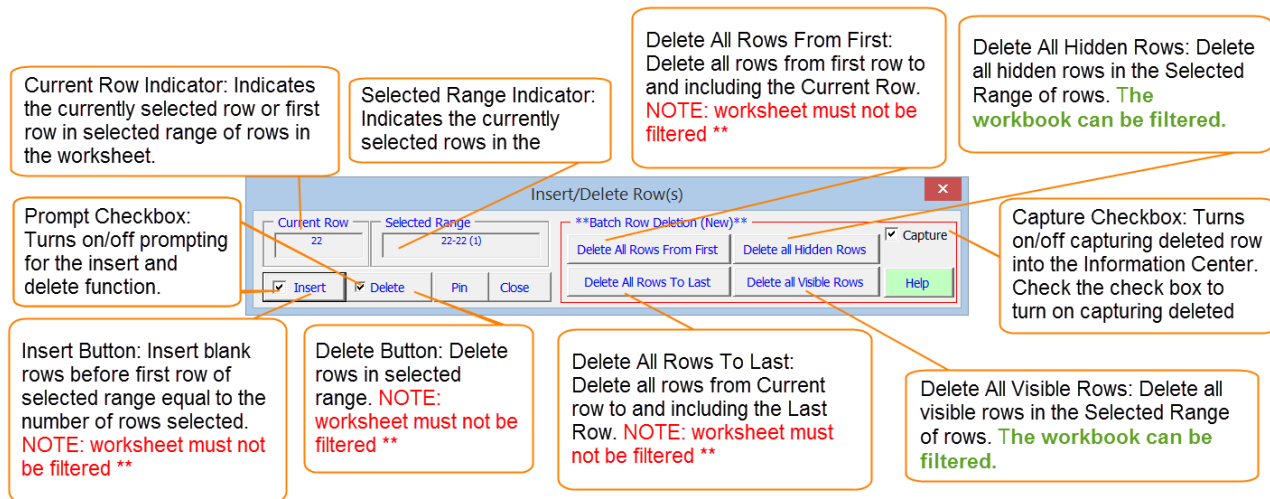 Delete All Rows From First:
Delete all rows from first row to
and including the Current Row.
NOTE: worksheet must not be
filtered **
Delete All Hidden Rows: Delete
all hidden rows in the Selected
Range of rows. The
workbook can be filtered.
Current Row Indicator: Indicates
the currently selected row or first
row in selected range of rows in
the worksheet.
Selected Range Indicator:
Indicates the currently
selected rows in the
Insert/Delete Row(s)
Prompt Checkbox:
Turns on/off prompting
for the insert and
delete function.
Current Row
22
Selected Range
22-22 (1)
Insert
Delete
Pin
Close
**Batch Row Deletion (New)**
Delete All Rows From First
Delete all Hidden Rows
Capture
Delete All Rows To Last
Delete all Visible Rows
Help
Capture Checkbox: Turns
on/off capturing deleted row
into the Information Center.
Check the check box to
turn on capturing deleted
Insert Button: Insert blank
rows before first row of
selected range equal to the
number of rows selected.
NOTE: worksheet must not
be filtered **
Delete Button: Delete
rows in selected
range. NOTE:
worksheet must not be
filtered **
Delete All Rows To Last:
Delete all rows from Current
row to and including the Last
Row. NOTE: worksheet must
not be filtered **
Delete All Visible Rows: Delete all
visible rows in the Selected Range
of rows. The workbook can be
filtered.